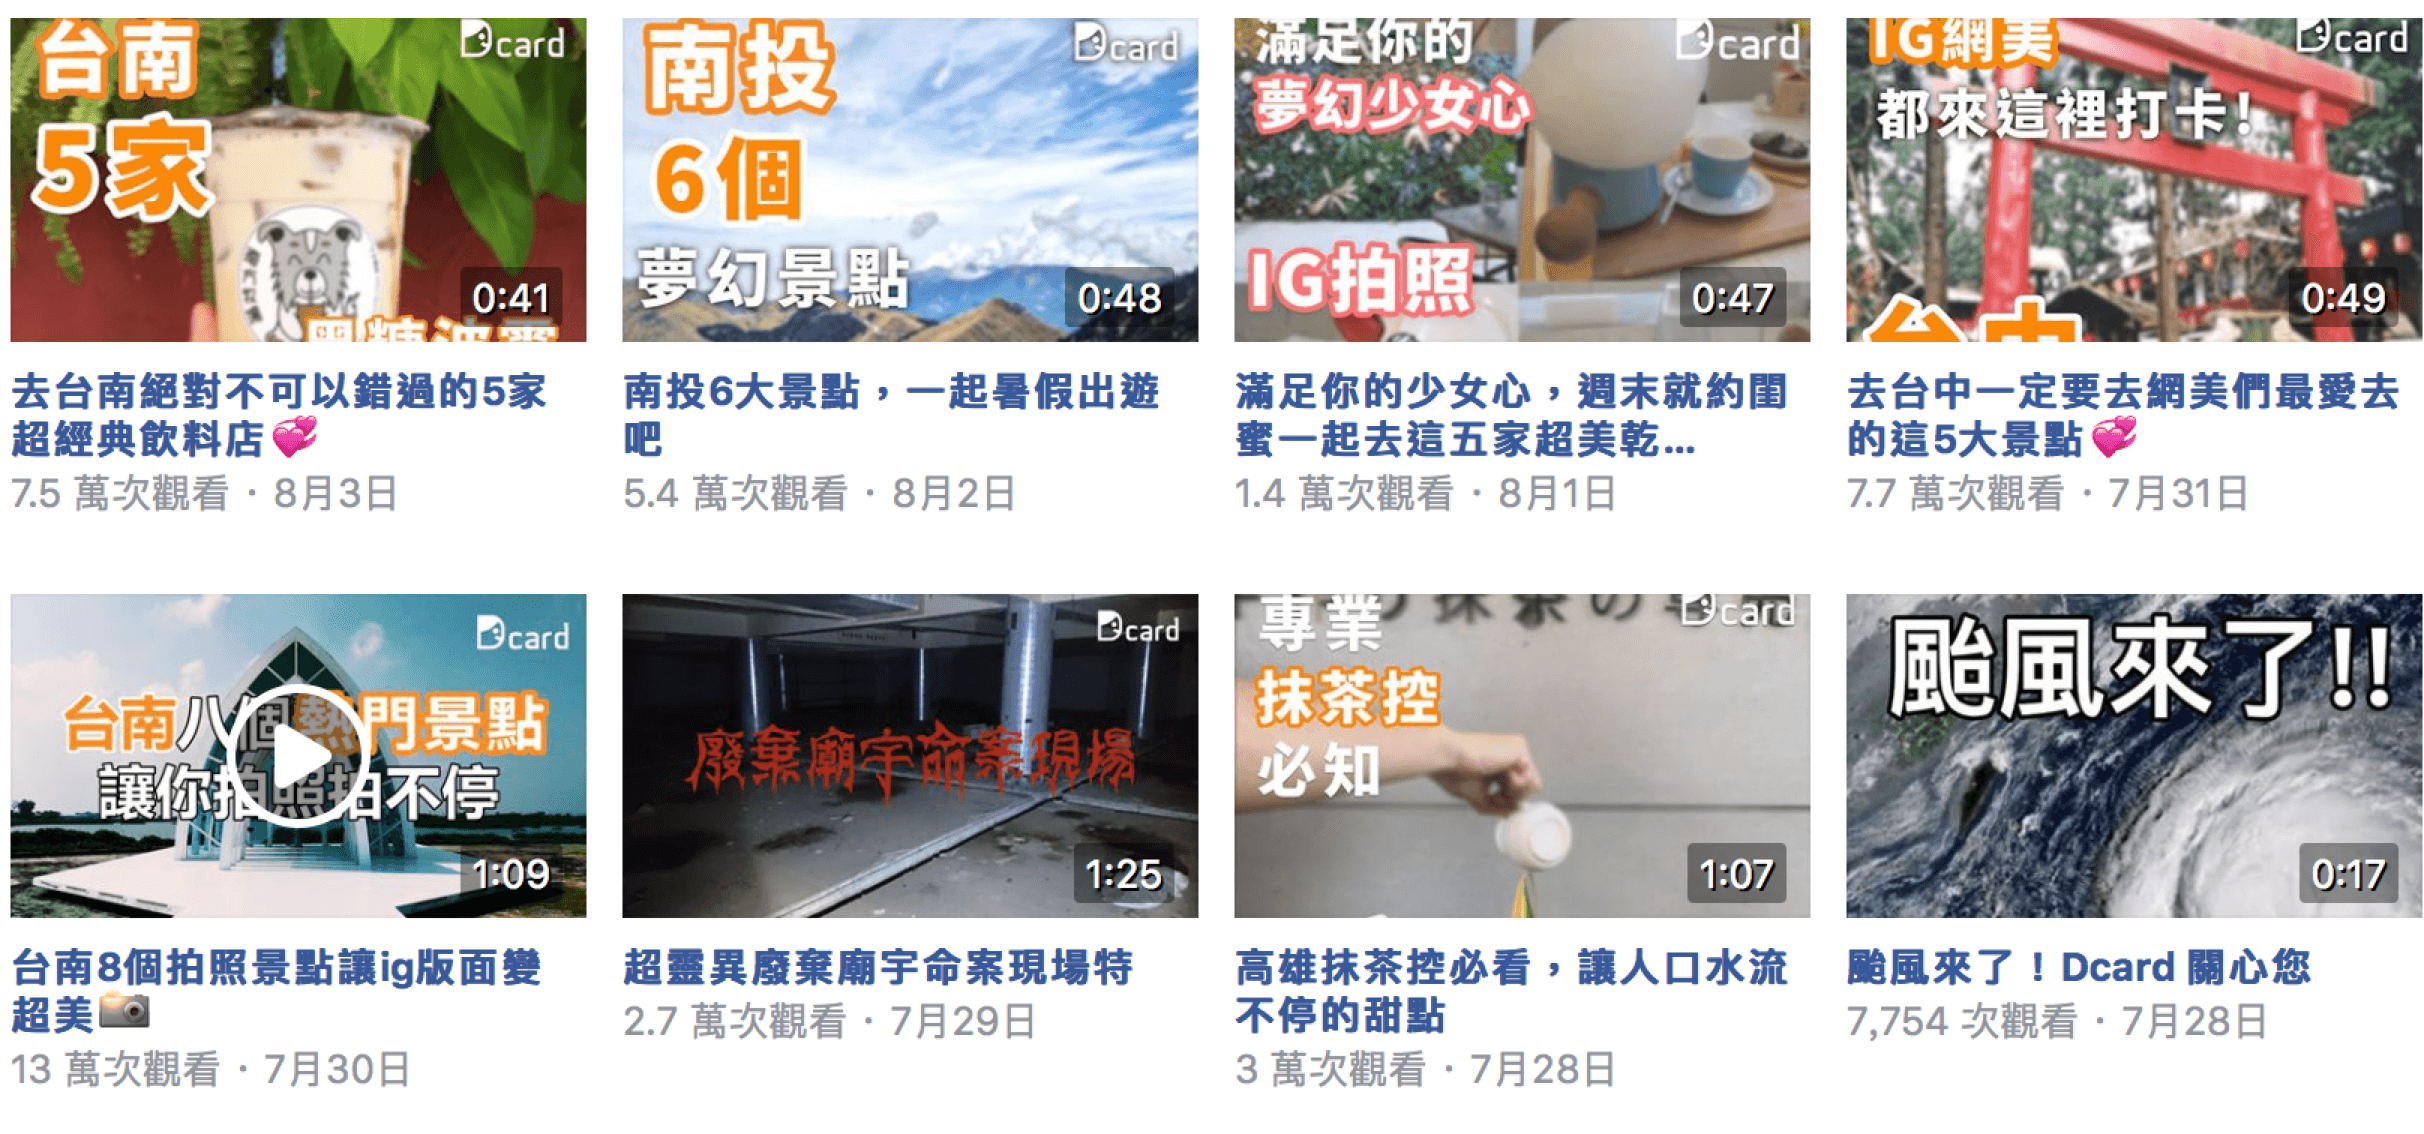 台南
5家
Dcard
0:41
去台南絕對不可以錯過的5家
超經典飲料店💞
7.5 萬次觀看 · 8月3日
南投
6個
夢幻景點
Dcard
0:48
南投6大景點，一起暑假出遊
吧
5.4 萬次觀看 · 8月2日
滿足你的
夢幻少女心
IG拍照
Dcard
0:47
滿足你的少女心，週末就約閨
蜜一起去這五家超美乾...
1.4 萬次觀看 · 8月1日
IG網美
都來這裡打卡!
台中
Dcard
0:49
去台中一定要去網美們最愛去
的這5大景點💞
7.7 萬次觀看 · 7月31日
Dcard
台南八個熱門景點
讓你拍照拍不停
1:09
台南8個拍照景點讓ig版面變
超美📷
13 萬次觀看 · 7月30日
Dcard
廢棄廟宇命案現場
1:25
超靈異廢棄廟宇命案現場特
2.7 萬次觀看 · 7月29日
專業
抹茶控
必知
Dcard
1:07
高雄抹茶控必看，讓人口水流
不停的甜點
3 萬次觀看 · 7月28日
颱風來了!!
0:17
颱風來了！Dcard 關心您
7,754 次觀看 · 7月28日